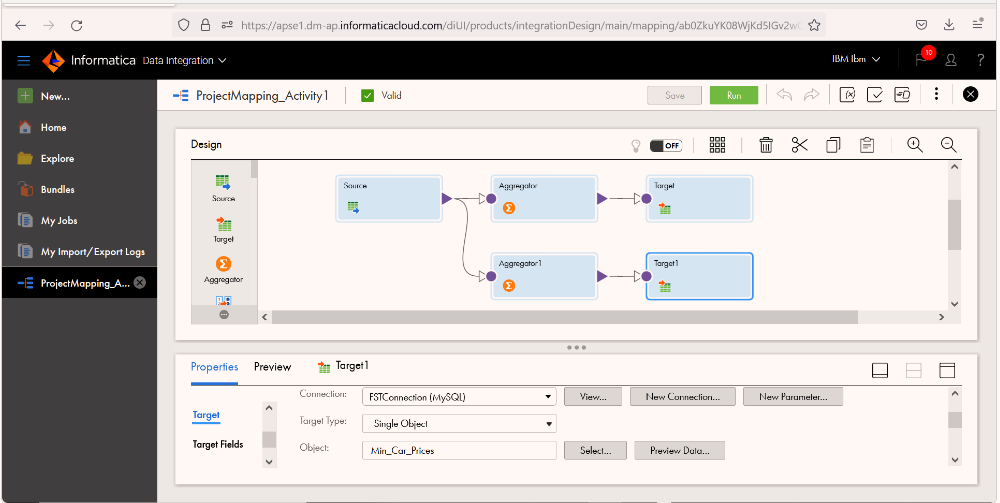 https://apse1.dm-ap.informaticacloud.com/diUI/products/integrationDesign/main/mapping/
Informatica Data Integration IBM Ibm 10 ?
New...
Home
Explore
Bundles
My Jobs
My Import/Export Logs
ProjectMapping_A...
ProjectMapping_Activity1 Valid Save Run
Design OFF
Source
Target
Aggregator
Source Aggregator Target
Aggregator1 Target1
Properties Preview Target1
Target
Target Fields
Connection: FSTConnection (MySQL) View... New Connection... New Parameter...
Target Type: Single Object
Object: Min_Car_Prices Select... Preview Data...